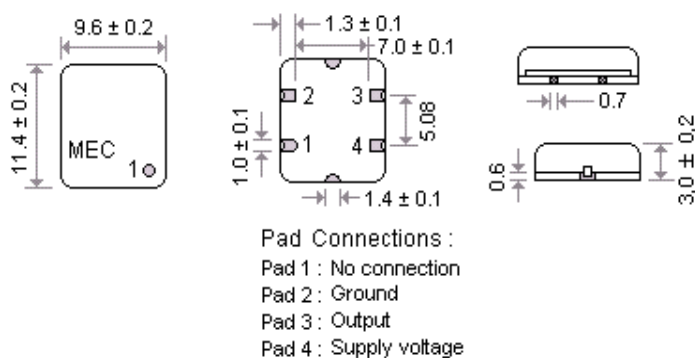 9.6 ± 0.2
11.4 ± 0.2
MEC
1
1.3 ± 0.1
7.0 ± 0.1
2
3
1
4
5.08
1.0 ± 0.1
1.4 ± 0.1
0.7
0.6
3.0 ± 0.2
Pad Connections :
Pad 1 : No connection
Pad 2 : Ground
Pad 3 : Output
Pad 4 : Supply voltage